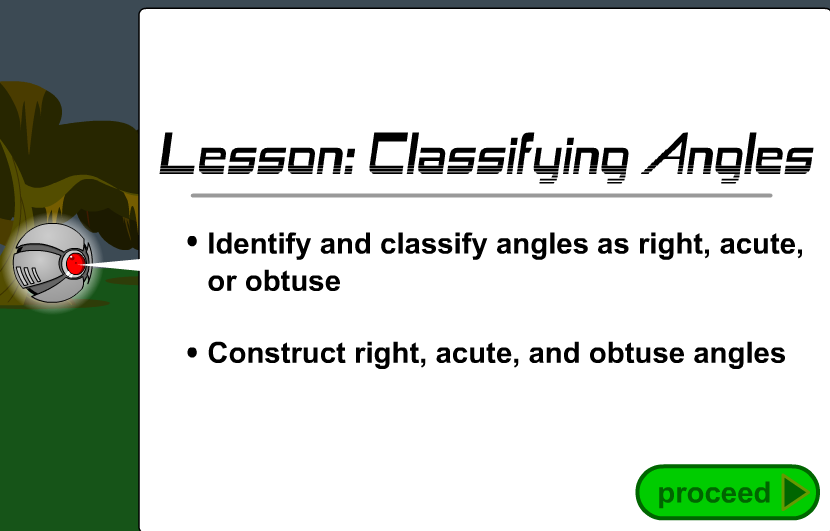 Lesson: Classifying Angles
• Identify and classify angles as right, acute,
or obtuse
• Construct right, acute, and obtuse angles
proceed